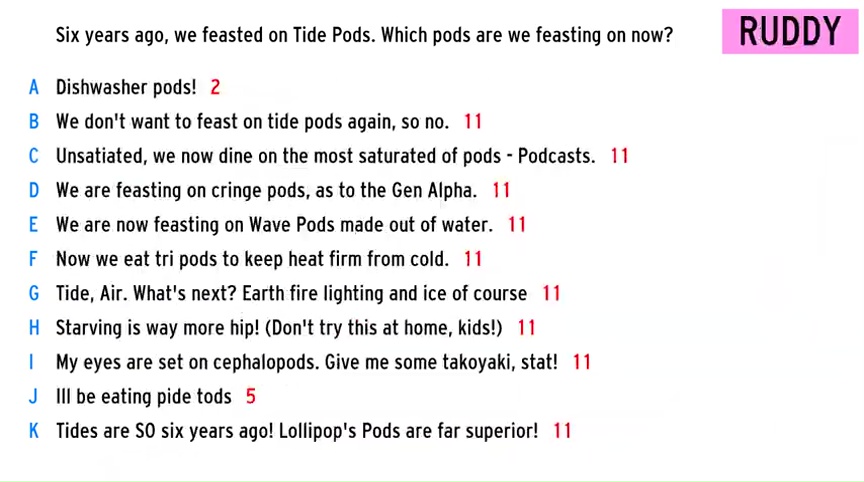 Six years ago, we feasted on Tide Pods. Which pods are we feasting on now?
RUDDY
A Dishwasher pods! 2
B We don't want to feast on tide pods again, so no. 11
C Unsatiated, we now dine on the most saturated of pods - Podcasts. 11
D We are feasting on cringe pods, as to the Gen Alpha. 11
E We are now feasting on Wave Pods made out of water. 11
F Now we eat tri pods to keep heat firm from cold. 11
G Tide, Air. What's next? Earth fire lighting and ice of course 11
H Starving is way more hip! (Don't try this at home, kids!) 11
I My eyes are set on cephalopods. Give me some takoyaki, stat! 11
J Ill be eating pide tods 5
K Tides are SO six years ago! Lollipop's Pods are far superior! 11